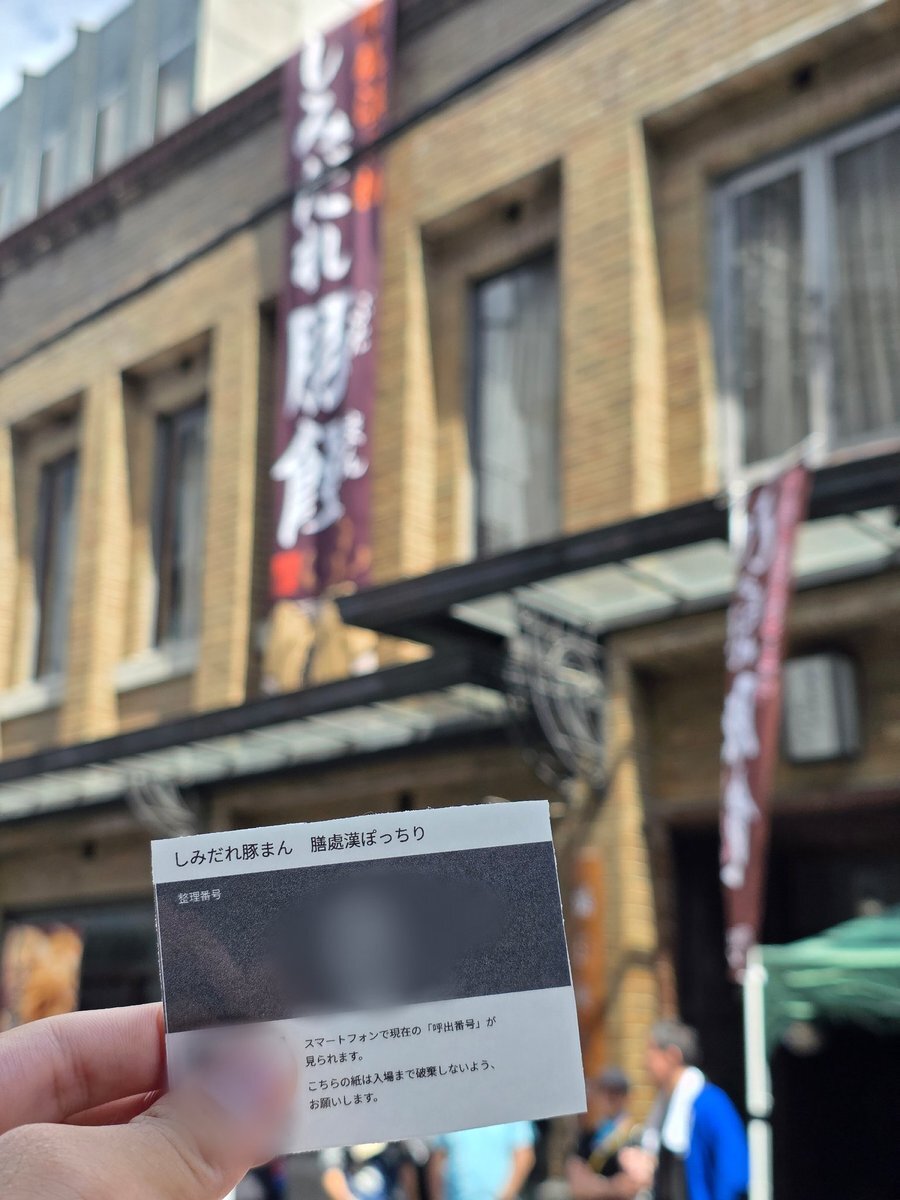 しみだれ豚饅
ぶた
まん
しみだれ豚まん　膳處漢ぽっちり
整理番号
スマートフォンで現在の「呼出番号」が
見られます。
こちらの紙は入場まで破棄しないよう、
お願いします。